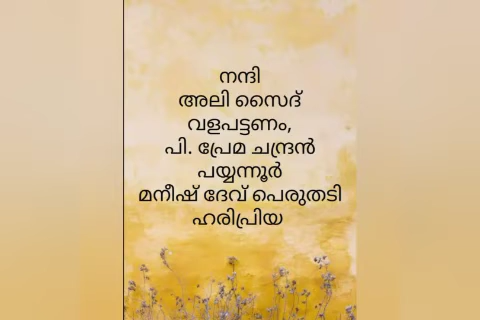 നന്ദി
അലി സൈദ്
വളപട്ടണം,
പി. പ്രേമ ചന്ദ്രൻ
പയ്യന്നൂർ
മനീഷ് ദേവ് പെരുതടി
ഹരിപ്രിയ